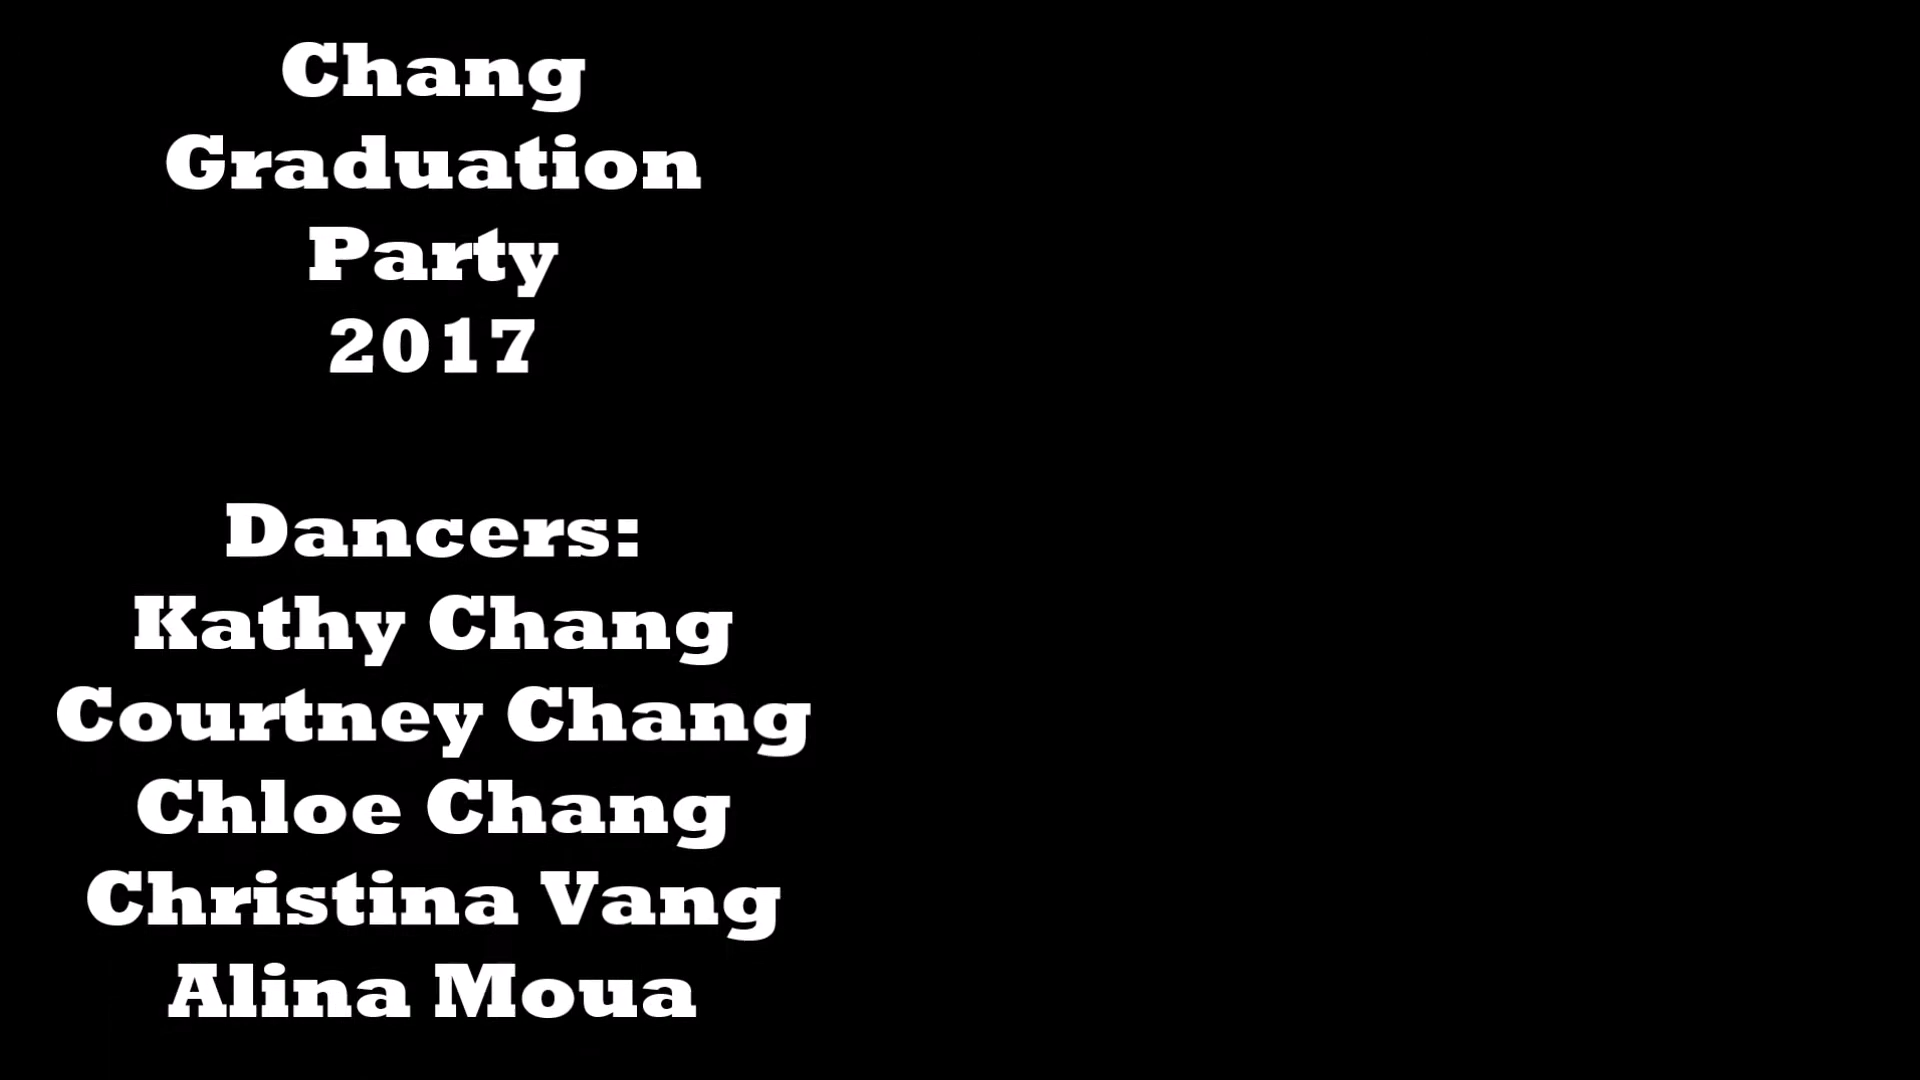 Chang
Graduation
Party
2017
Dancers:
Kathy Chang
Courtney Chang
Chloe Chang
Christina Vang
Alina Moua